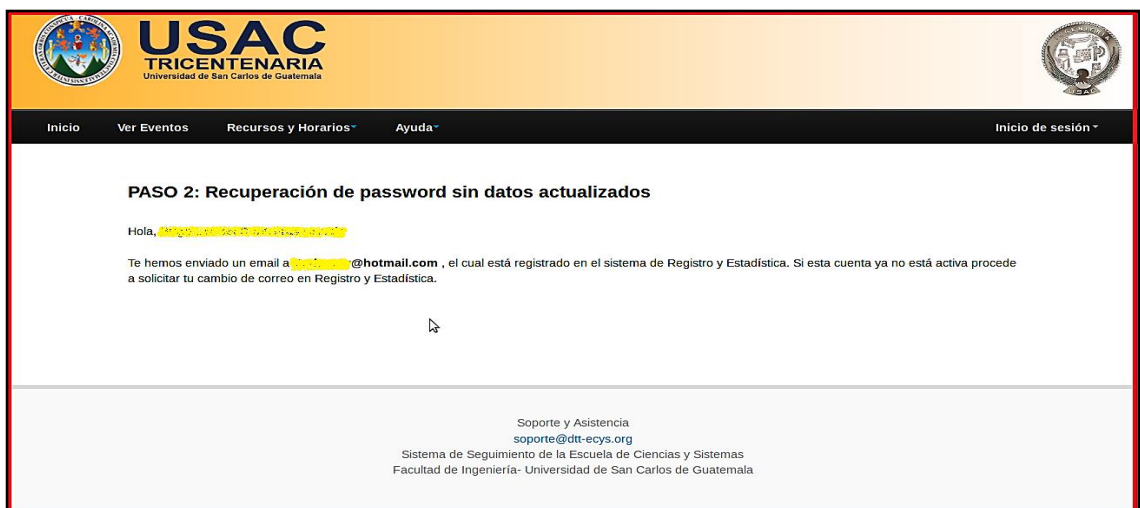 USAC
TRICENTENARIA
Universidad de San Carlos de Guatemala
Inicio Ver Eventos Recursos y Horarios Ayuda Inicio de sesión
PASO 2: Recuperación de password sin datos actualizados
Hola,
Te hemos enviado un email a @hotmail.com , el cual está registrado en el sistema de Registro y Estadística. Si esta cuenta ya no está activa procede
a solicitar tu cambio de correo en Registro y Estadística.
Soporte y Asistencia
soporte@dtt-ecys.org
Sistema de Seguimiento de la Escuela de Ciencias y Sistemas
Facultad de Ingeniería- Universidad de San Carlos de Guatemala